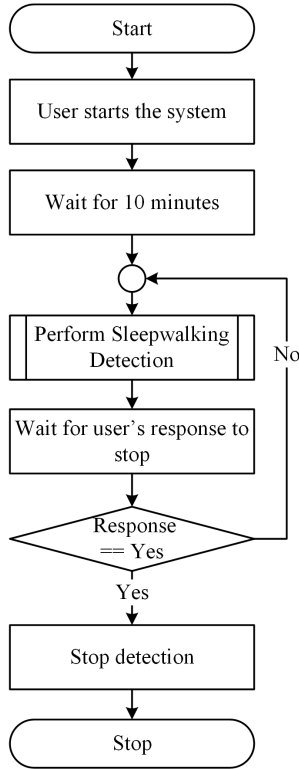 Start
User starts the system
Wait for 10 minutes
Perform Sleepwalking
Detection
No
Wait for user's response to
stop
Response
== Yes
Yes
Stop detection
Stop